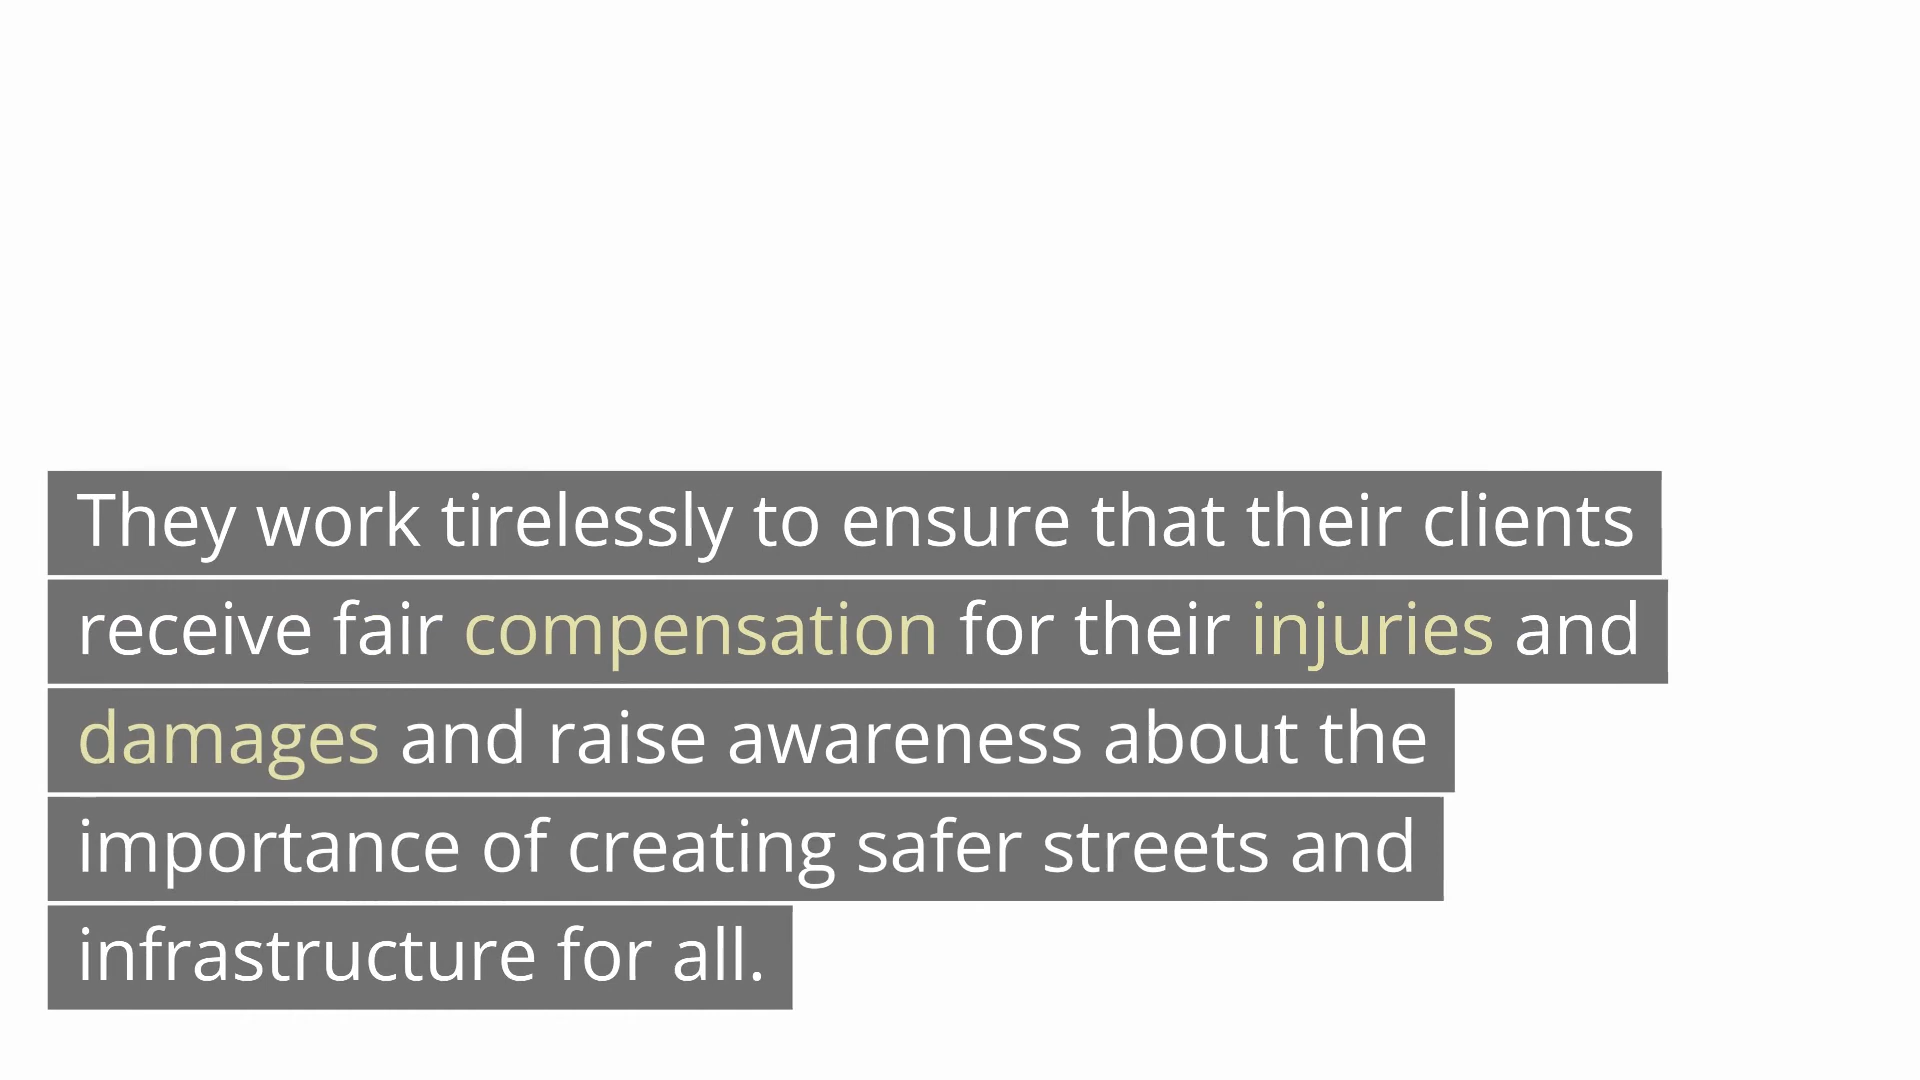 They work tirelessly to ensure that their clients
receive fair compensation for their injuries and
damages and raise awareness about the
importance of creating safer streets and
infrastructure for all.